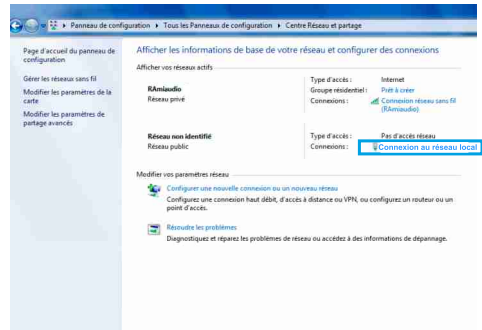 Panneau de configuration ▸ Tous les Panneaux de configuration ▸ Centre Réseau et partage
Page d'accueil du panneau de
configuration
Gérer les réseaux sans fil
Modifier les paramètres de la
carte
Modifier les paramètres de
partage avancés
Afficher les informations de base de votre réseau et configurer des connexions
Afficher vos réseaux actifs
RAmiaudio
Réseau privé
Type d'accès : Internet
Groupe résidentiel : Prêt à créer
Connexions : Connexion réseau sans fil
(RAmiaudio)
Réseau non identifié
Réseau public
Type d'accès : Pas d'accès réseau
Connexions : Connexion au réseau local
Modifier vos paramètres réseau
Configurer une nouvelle connexion ou un nouveau réseau
Configurez une connexion haut débit, d'accès à distance ou VPN, ou configurez un routeur ou un
point d'accès.
Résoudre les problèmes
Diagnostiquez et réparez les problèmes de réseau ou accédez à des informations de dépannage.